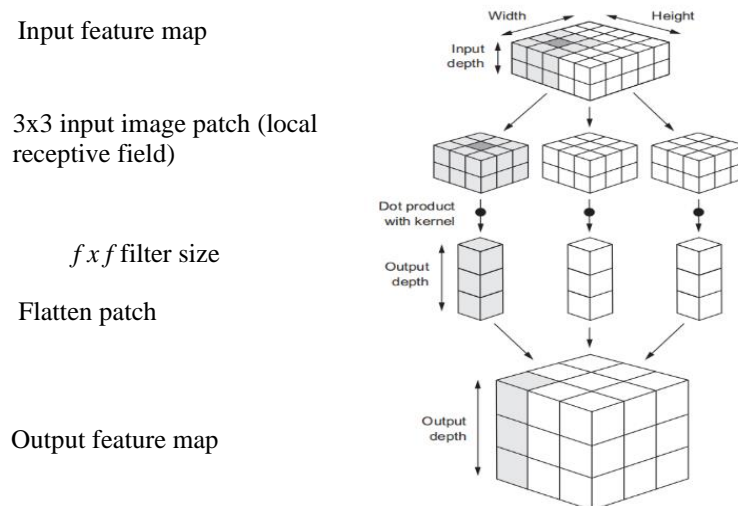 Width
Height
Input feature map
Input
depth
3x3 input image patch (local
receptive field)
Dot product
with kernel
f x f filter size
Output
depth
Flatten patch
Output feature map
Output
depth